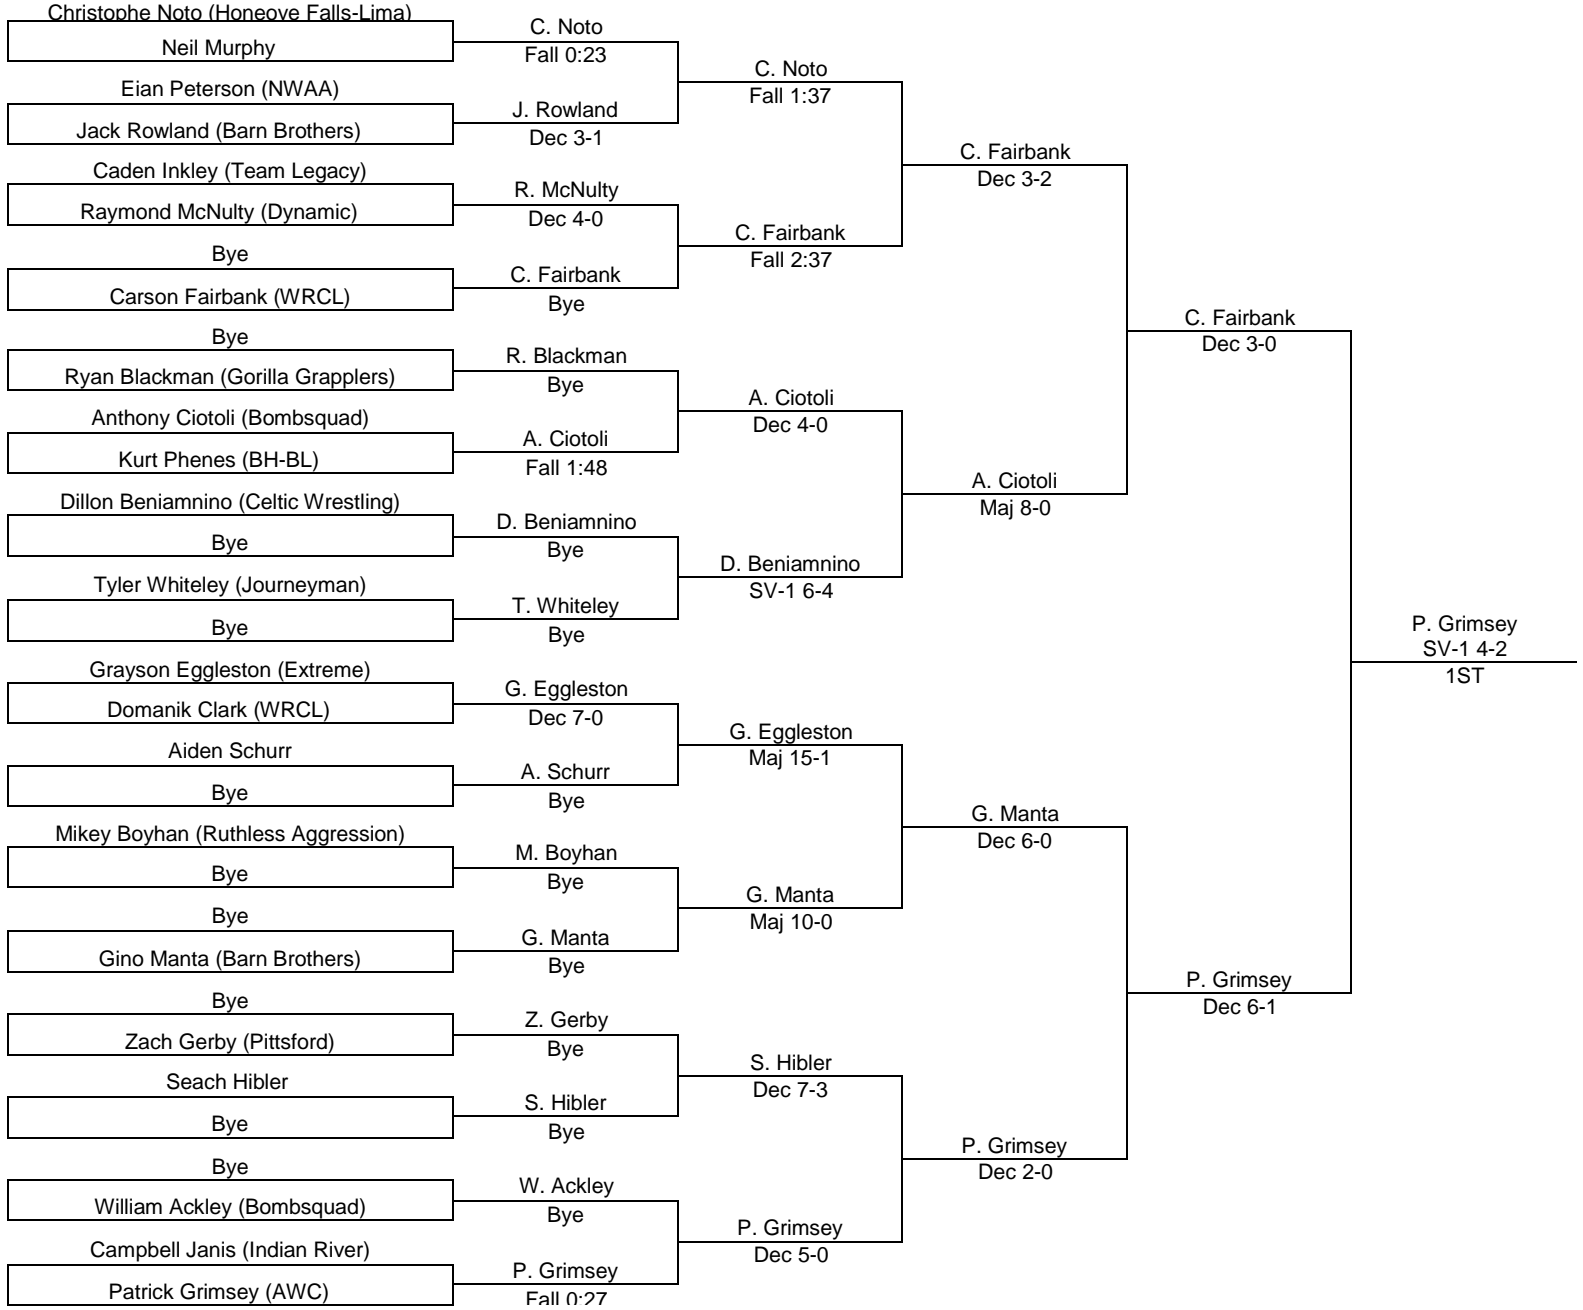 Christophe Noto (Honeoye Falls-Lima)
Neil Murphy
Eian Peterson (NWAA)
Jack Rowland (Barn Brothers)
Caden Inkley (Team Legacy)
Raymond McNulty (Dynamic)
Bye
Carson Fairbank (WRCL)
Bye
Ryan Blackman (Gorilla Grapplers)
Anthony Ciotoli (Bombsquad)
Kurt Phenes (BH-BL)
Dillon Beniamnino (Celtic Wrestling)
Bye
Tyler Whiteley (Journeyman)
Bye
Grayson Eggleston (Extreme)
Domanik Clark (WRCL)
Aiden Schurr
Bye
Mikey Boyhan (Ruthless Aggression)
Bye
Bye
Gino Manta (Barn Brothers)
Bye
Zach Gerby (Pittsford)
Seach Hibler
Bye
Bye
William Ackley (Bombsquad)
Campbell Janis (Indian River)
Patrick Grimsey (AWC)
C. Noto
Fall 0:23
J. Rowland
Dec 3-1
R. McNulty
Dec 4-0
C. Fairbank
Bye
R. Blackman
Bye
A. Ciotoli
Fall 1:48
D. Beniamnino
Bye
T. Whiteley
Bye
G. Eggleston
Dec 7-0
A. Schurr
Bye
M. Boyhan
Bye
G. Manta
Bye
Z. Gerby
Bye
S. Hibler
Bye
W. Ackley
Bye
P. Grimsey
Fall 0:27
C. Noto
Fall 1:37
C. Fairbank
Fall 2:37
A. Ciotoli
Dec 4-0
D. Beniamnino
SV-1 6-4
G. Eggleston
Maj 15-1
G. Manta
Maj 10-0
S. Hibler
Dec 7-3
P. Grimsey
Dec 5-0
C. Fairbank
Dec 3-2
A. Ciotoli
Maj 8-0
G. Manta
Dec 6-0
P. Grimsey
Dec 2-0
C. Fairbank
Dec 3-0
P. Grimsey
Dec 6-1
P. Grimsey
SV-1 4-2
1ST